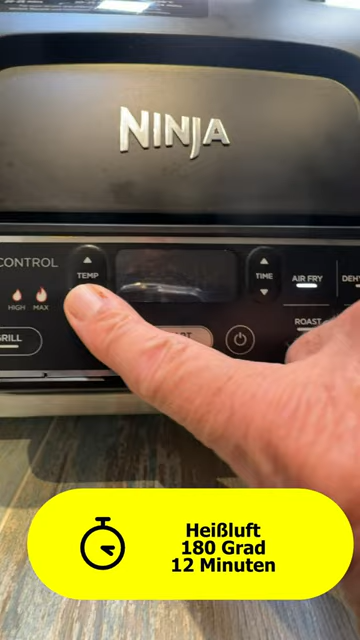 NINJA
CONTROL
TEMP
TIME
AIR FRY
HIGH
MAX
ROAST
GRILL
Heißluft
180 Grad
12 Minuten